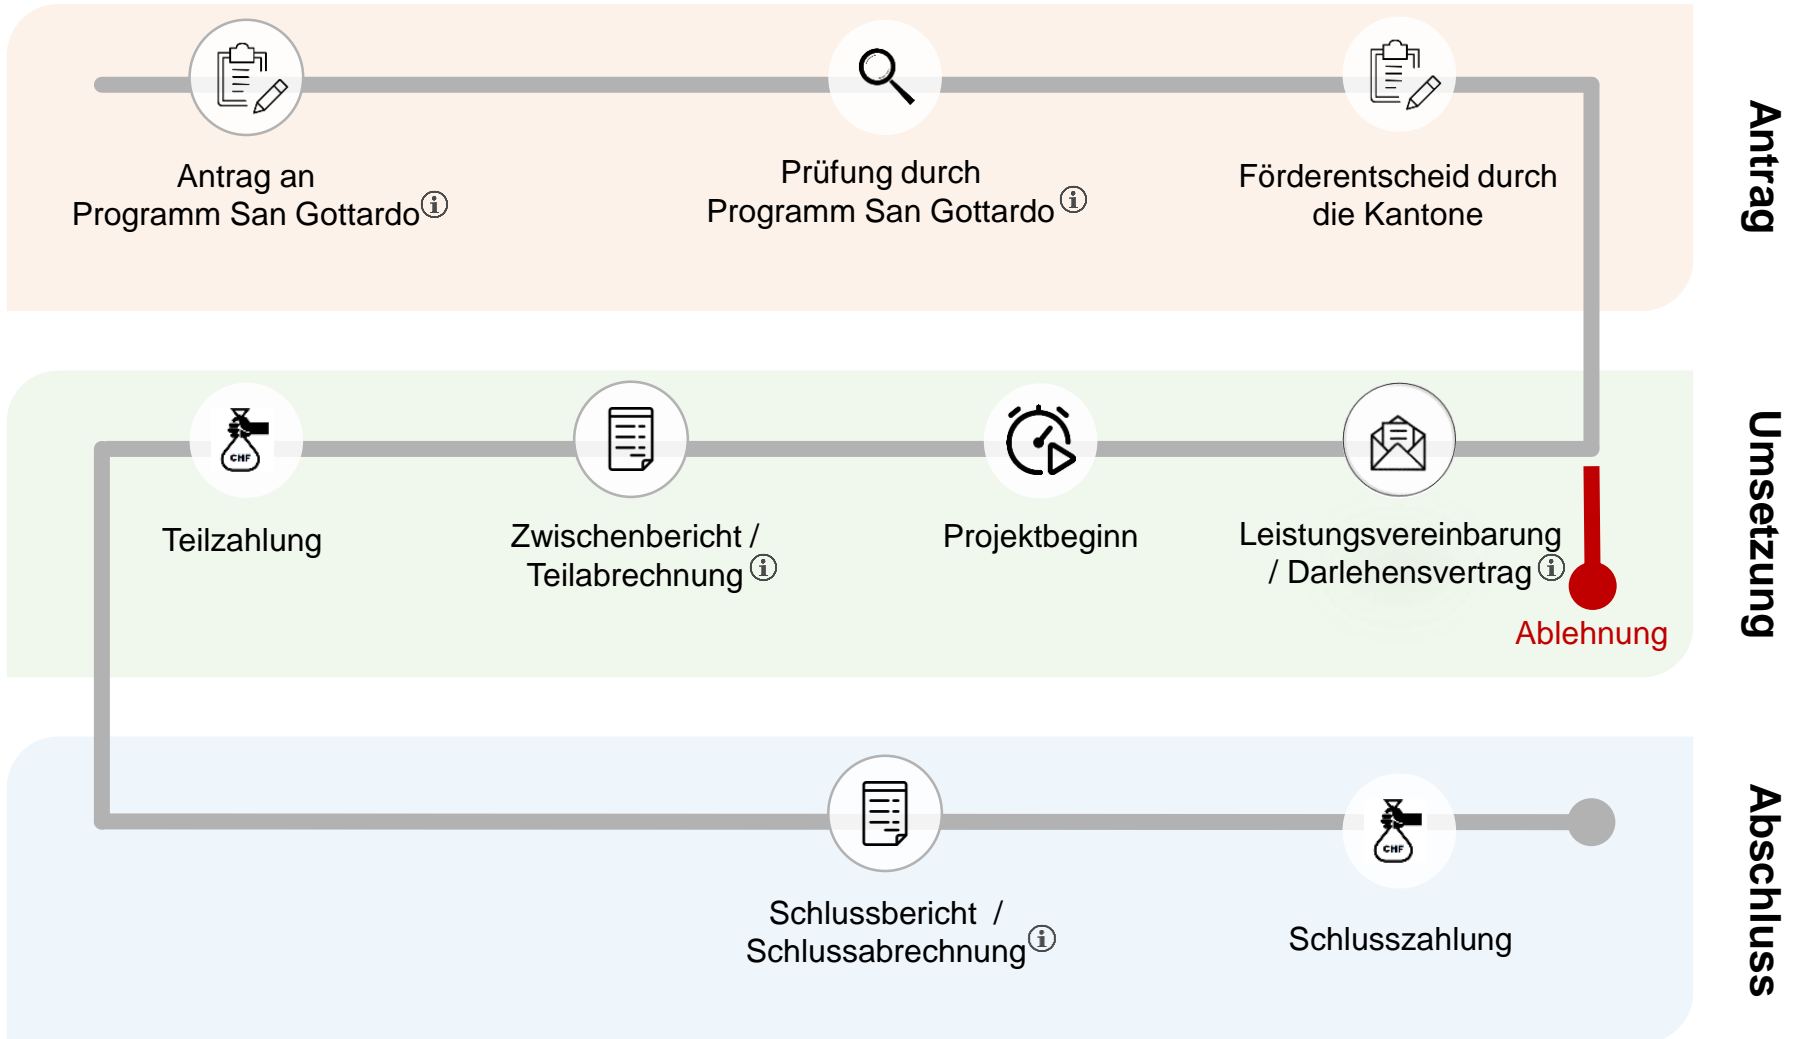 Antrag an
Programm San Gottardo ⓘ
Prüfung durch
Programm San Gottardo ⓘ
Förderentscheid durch
die Kantone
Antrag
CHF
Teilzahlung
Zwischenbericht /
Teilabrechnung ⓘ
Projektbeginn
Leistungsvereinbarung
/ Darlehensvertrag ⓘ
Ablehnung
Umsetzung
Schlussbericht /
Schlussabrechnung ⓘ
CHF
Schlusszahlung
Abschluss